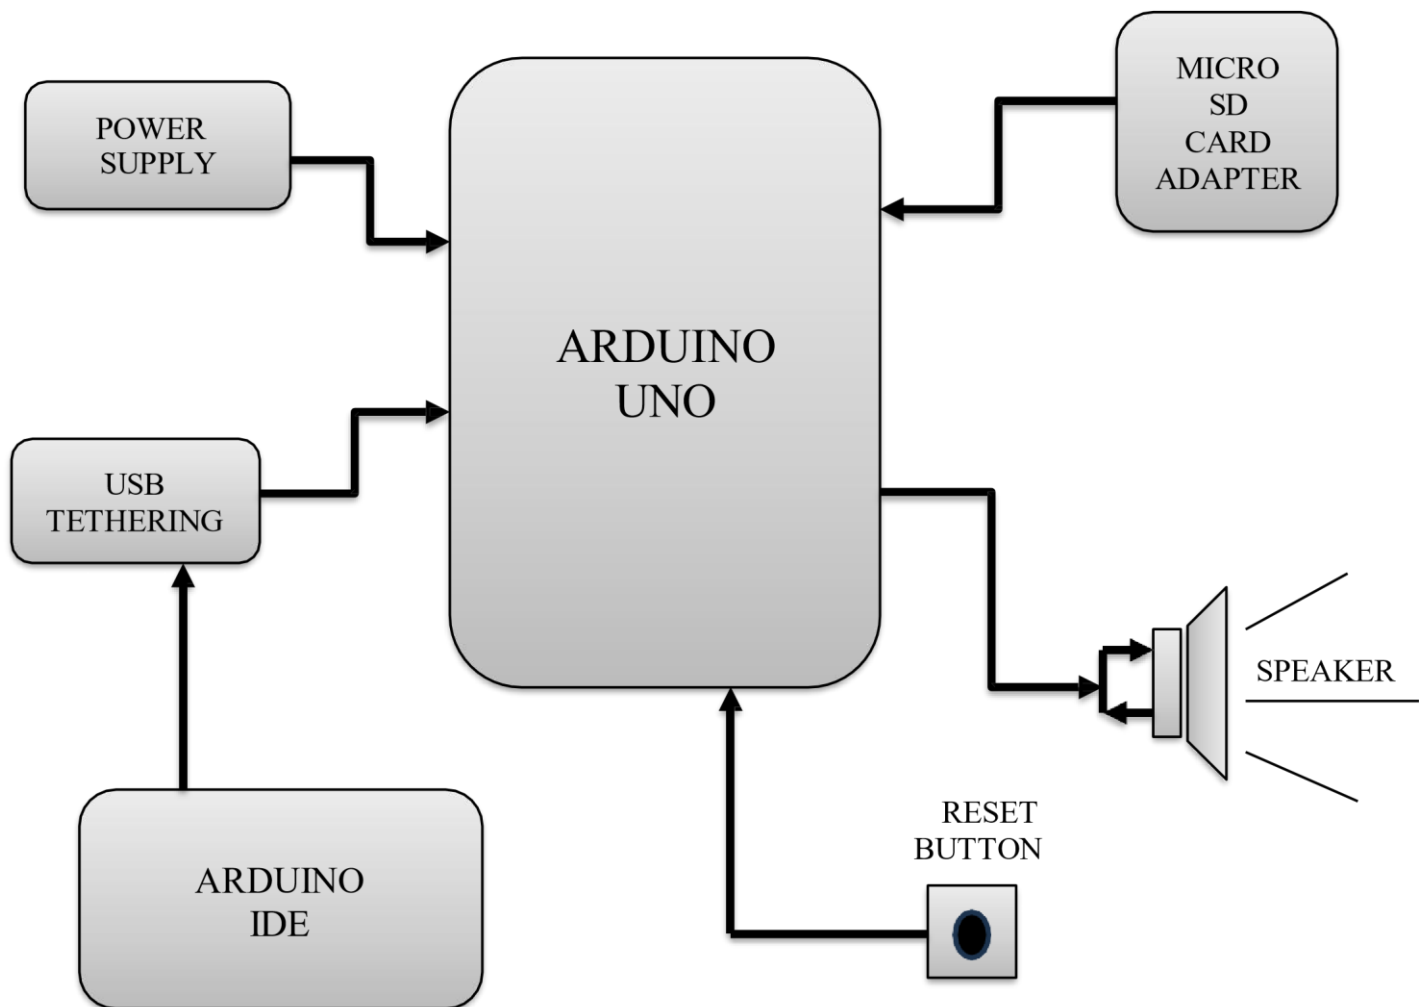 POWER
SUPPLY
MICRO
SD
CARD
ADAPTER
ARDUINO
UNO
USB
TETHERING
SPEAKER
RESET
BUTTON
ARDUINO
IDE